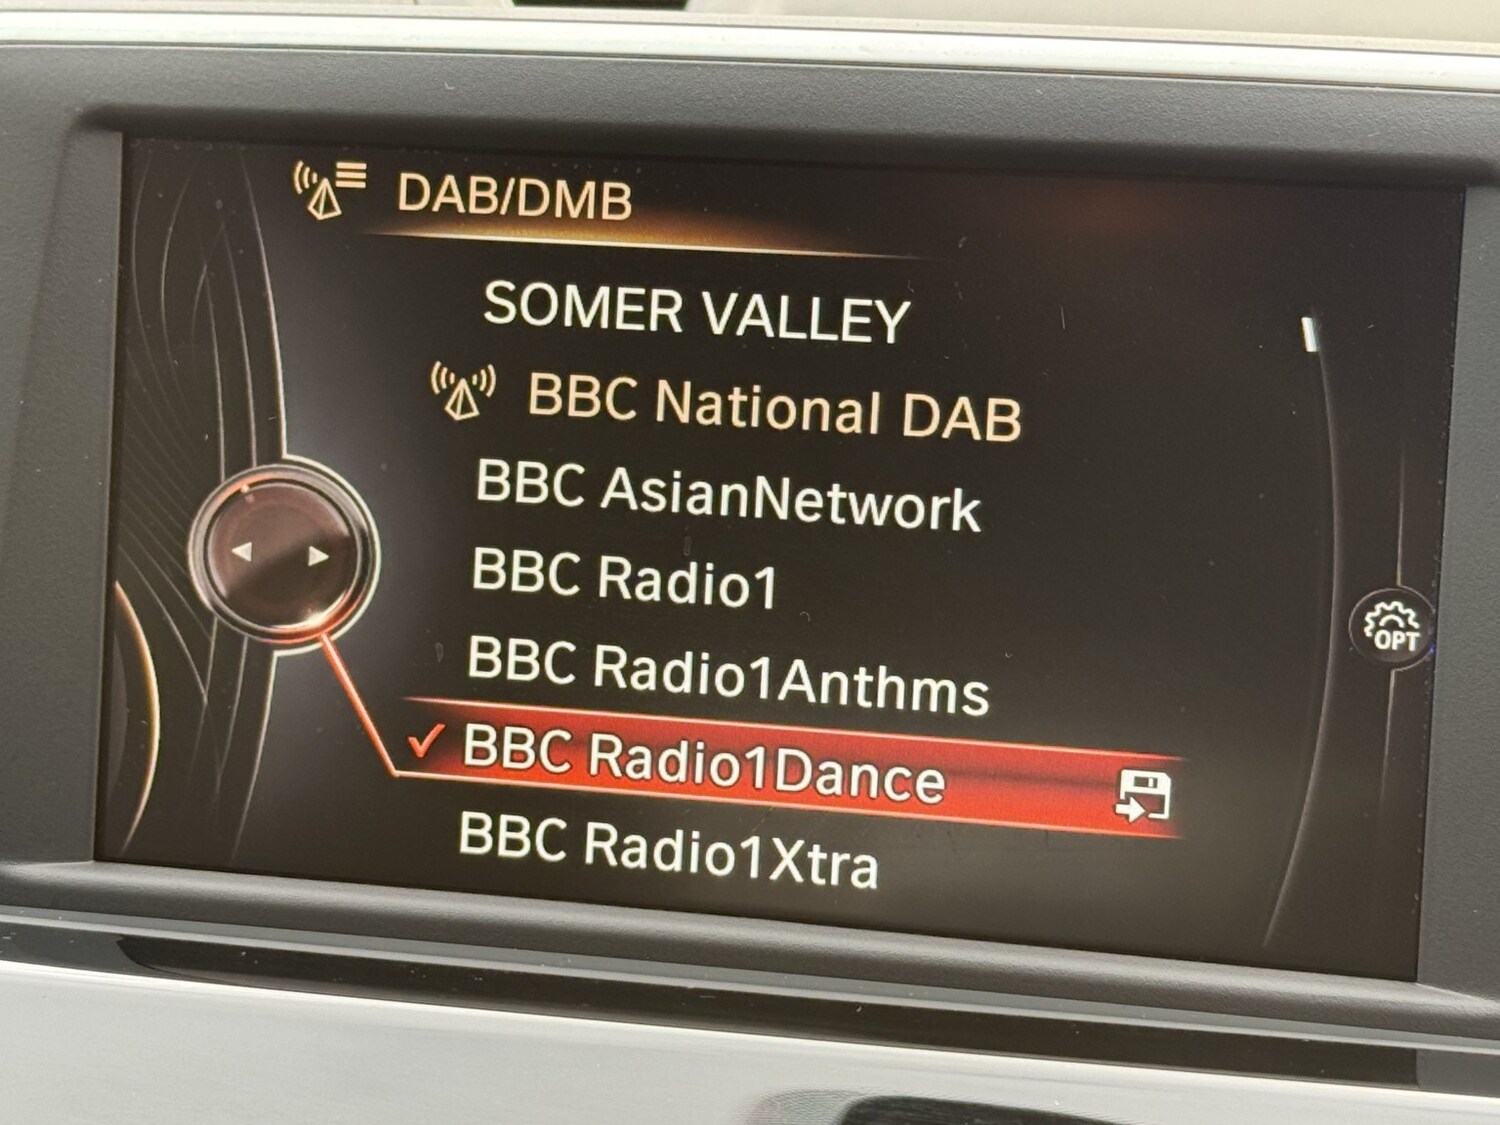 DAB/DMB
SOMER VALLEY
BBC National DAB
BBC AsianNetwork
BBC Radio1
BBC Radio1Anthms
BBC Radio1Dance
BBC Radio1Xtra
OPT